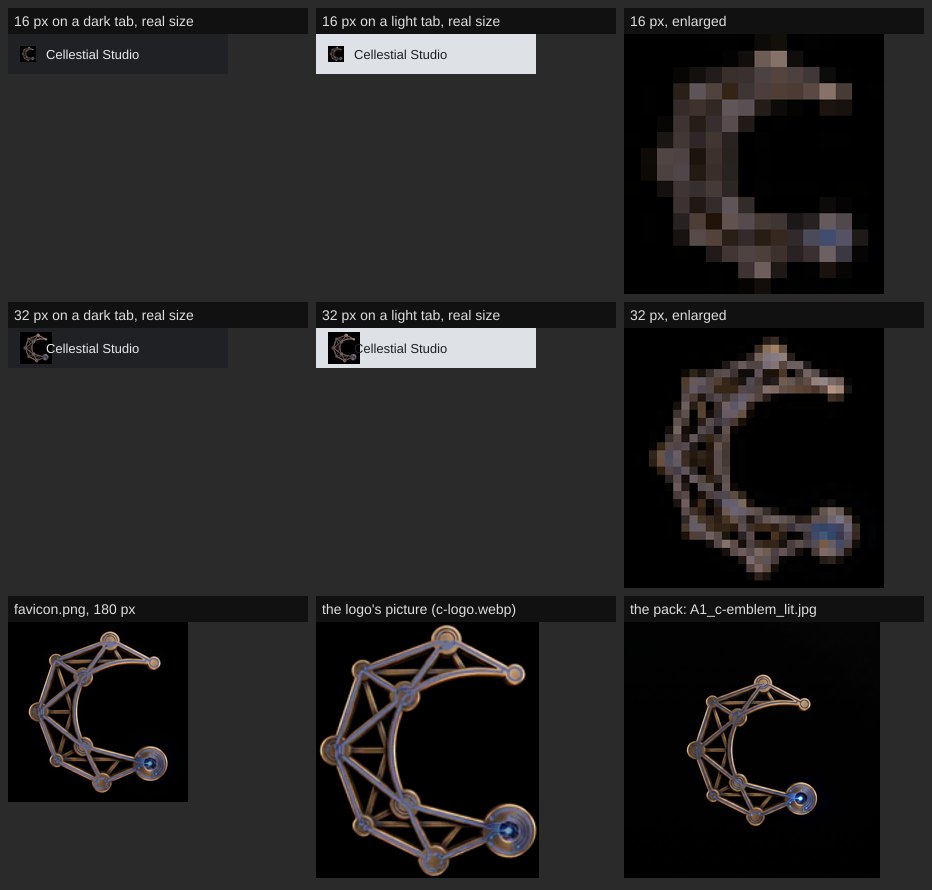 16 px on a dark tab, real size
16 px on a light tab, real size
16 px, enlarged
Cellestial Studio
Cellestial Studio
32 px on a dark tab, real size
32 px on a light tab, real size
32 px, enlarged
Cellestial Studio
Cellestial Studio
favicon.png, 180 px
the logo's picture (c-logo.webp)
the pack: A1_c-emblem_lit.jpg